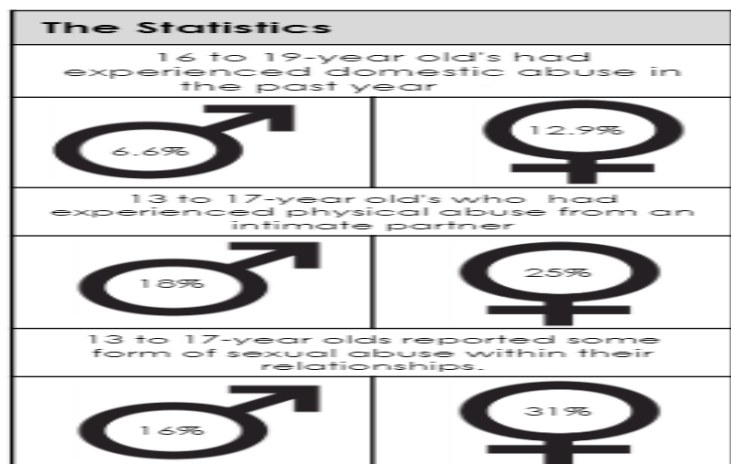 The Statistics
16 to 19-year old's had
experienced domestic abuse in
the past year
6.6%
12.9%
13 to 17-year old's who had
experienced physical abuse from an
intimate partner
18%
25%
13 to 17-year olds reported some
form of sexual abuse within their
relationships.
16%
31%